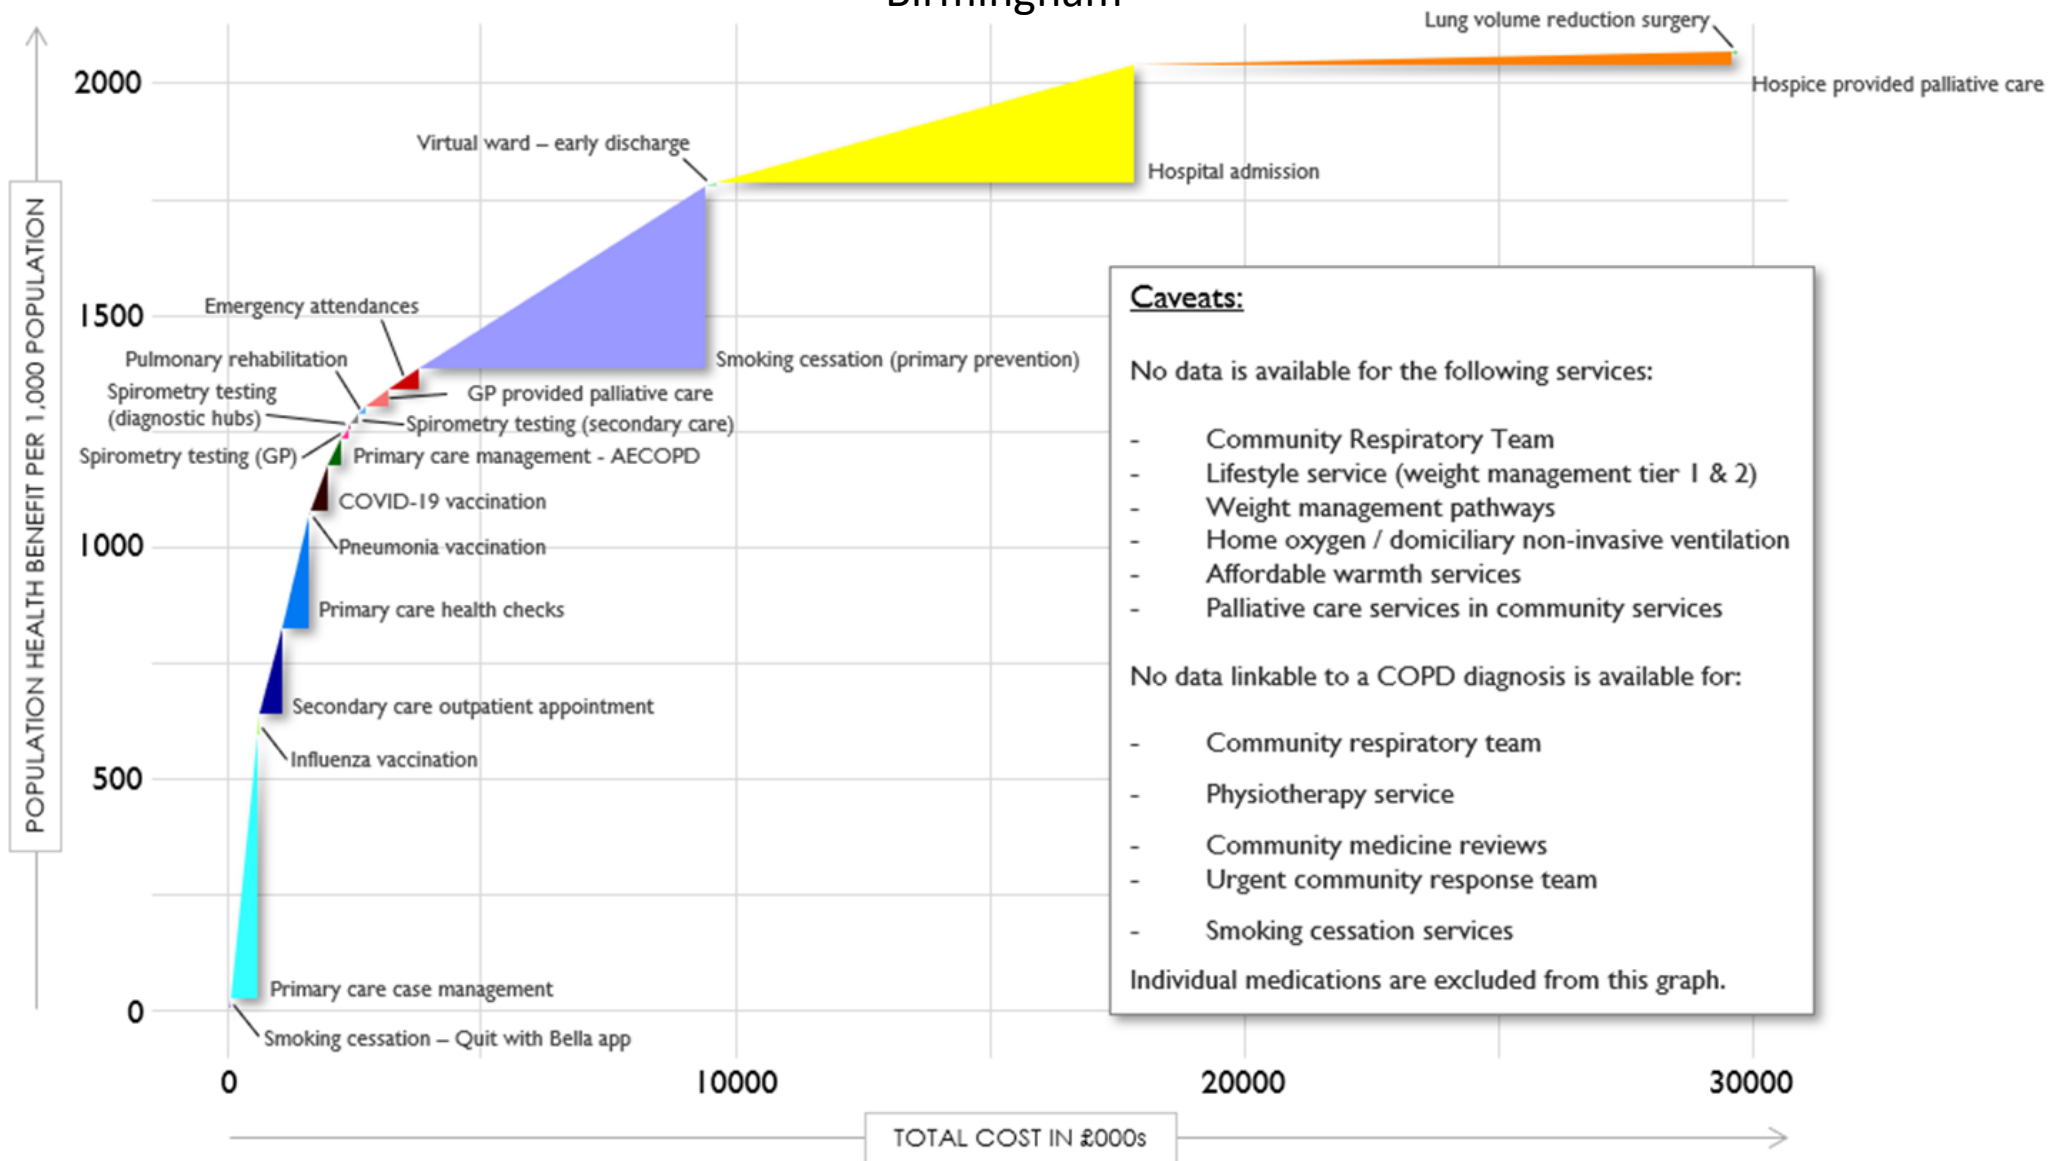 Birmingham
Lung volume reduction surgery
2000
Hospice provided palliative care
Virtual ward – early discharge
Hospital admission
POPULATION HEALTH BENEFIT PER 1,000 POPULATION
Emergency attendances
1500
Pulmonary rehabilitation
Smoking cessation (primary prevention)
Spirometry testing
(diagnostic hubs)
GP provided palliative care
Spirometry testing (secondary care)
Spirometry testing (GP)
Primary care management - AECOPD
COVID-19 vaccination
1000
Pneumonia vaccination
Primary care health checks
Secondary care outpatient appointment
Influenza vaccination
500
Primary care case management
0
Smoking cessation – Quit with Bella app
Caveats:
No data is available for the following services:
- Community Respiratory Team
- Lifestyle service (weight management tier 1 & 2)
- Weight management pathways
- Home oxygen / domiciliary non-invasive ventilation
- Affordable warmth services
- Palliative care services in community services
No data linkable to a COPD diagnosis is available for:
- Community respiratory team
- Physiotherapy service
- Community medicine reviews
- Urgent community response team
- Smoking cessation services
Individual medications are excluded from this graph.
0 10000 20000 30000
TOTAL COST IN £000s